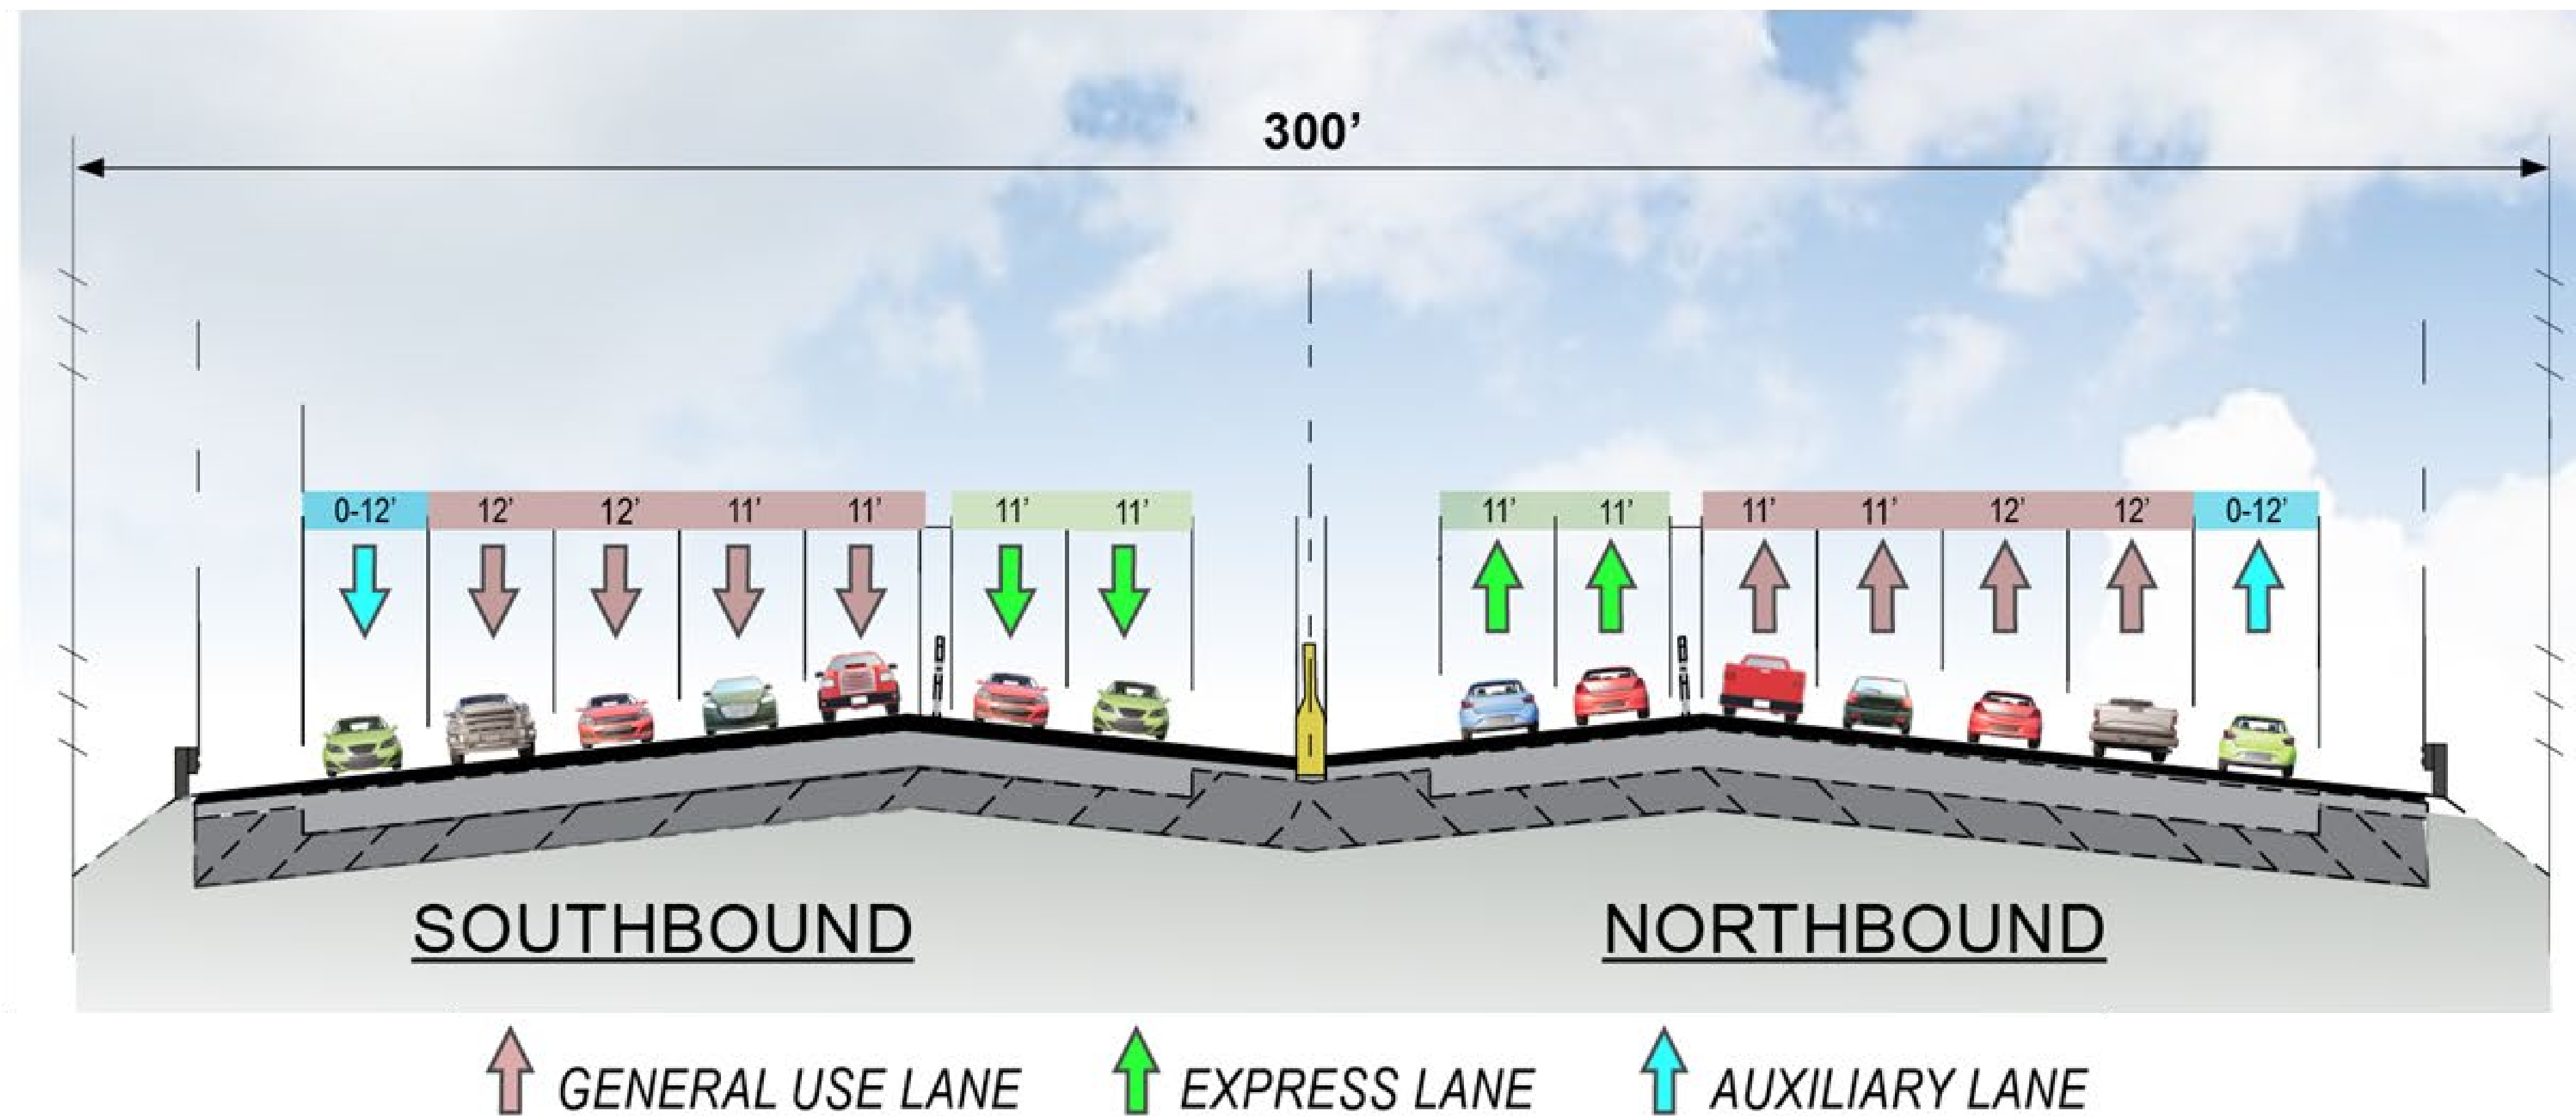 300’
0-12’ 12’ 12’ 11’ 11’ 11’ 11’ 11’ 11’ 11’ 11’ 12’ 12’ 0-12’
SOUTHBOUND NORTHBOUND
GENERAL USE LANE EXPRESS LANE AUXILIARY LANE